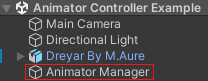 Animator Controller Example
Main Camera
Directional Light
Dreyar By M.Aure
Animator Manager